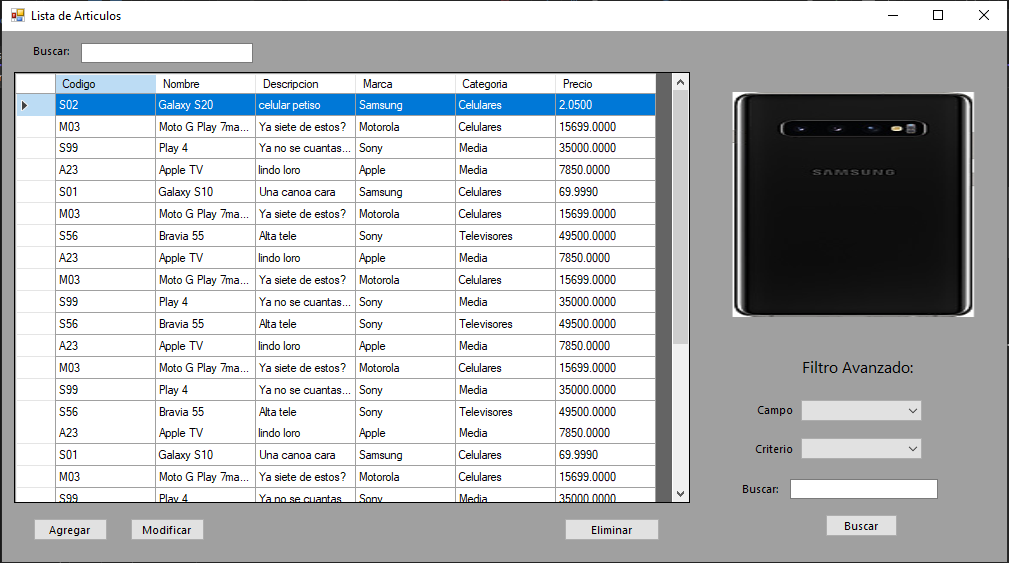 Lista de Articulos
Buscar:
Codigo Nombre Descripcion Marca Categoria Precio
S02 Galaxy S20 celular petiso Samsung Celulares 2.0500
M03 Moto G Play 7ma... Ya siete de estos? Motorola Celulares 15699.0000
S99 Play 4 Ya no se cuantas... Sony Media 35000.0000
A23 Apple TV lindo loro Apple Media 7850.0000
S01 Galaxy S10 Una canoa cara Samsung Celulares 69.9990
M03 Moto G Play 7ma... Ya siete de estos? Motorola Celulares 15699.0000
S56 Bravia 55 Alta tele Sony Televisores 49500.0000
A23 Apple TV lindo loro Apple Media 7850.0000
M03 Moto G Play 7ma... Ya siete de estos? Motorola Celulares 15699.0000
S99 Play 4 Ya no se cuantas... Sony Media 35000.0000
S56 Bravia 55 Alta tele Sony Televisores 49500.0000
A23 Apple TV lindo loro Apple Media 7850.0000
M03 Moto G Play 7ma... Ya siete de estos? Motorola Celulares 15699.0000
S99 Play 4 Ya no se cuantas... Sony Media 35000.0000
S56 Bravia 55 Alta tele Sony Televisores 49500.0000
A23 Apple TV lindo loro Apple Media 7850.0000
S01 Galaxy S10 Una canoa cara Samsung Celulares 69.9990
M03 Moto G Play 7ma... Ya siete de estos? Motorola Celulares 15699.0000
S99 Play 4 Ya no se cuantas... Sony Media 35000.0000
Agregar Modificar Eliminar
SAMSUNG
Filtro Avanzado:
Campo
Criterio
Buscar:
Buscar